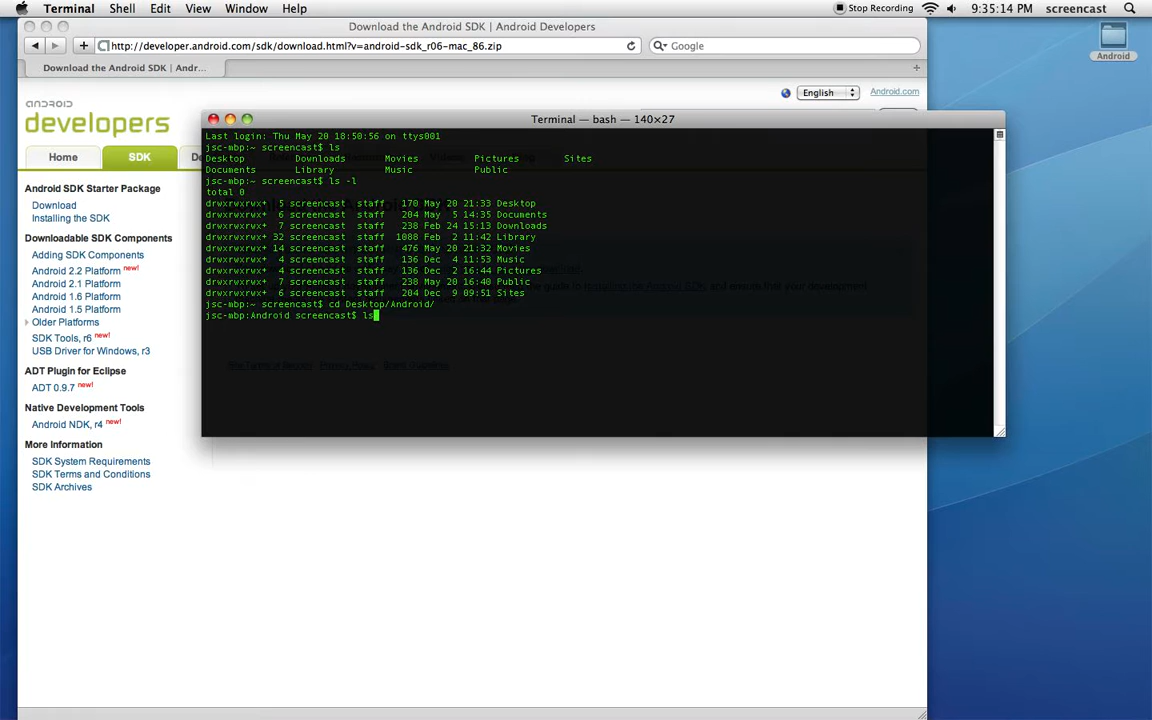 Terminal Shell Edit View Window Help Stop Recording 9:35:14 PM screencast
Download the Android SDK | Android Developers
http://developer.android.com/sdk/download.html?v=android-sdk_r06-mac_86.zip Google
Download the Android SDK | Andr...
Android
English Android.com
ANDROID
developers
Home SDK
Terminal — bash — 140×27
Last login: Thu May 20 18:50:56 on ttys001
jsc-mbp:~ screencast$ ls
Desktop Downloads Movies Pictures Sites
Documents Library Music Public
jsc-mbp:~ screencast$ ls -l
total 0
drwxrwxrwx+ 5 screencast staff 170 May 20 21:33 Desktop
drwxrwxrwx+ 6 screencast staff 204 May 5 14:35 Documents
drwxrwxrwx+ 7 screencast staff 238 Feb 24 15:13 Downloads
drwxrwxrwx+ 32 screencast staff 1088 Feb 2 11:42 Library
drwxrwxrwx+ 14 screencast staff 476 May 20 21:32 Movies
drwxrwxrwx+ 4 screencast staff 136 Dec 4 11:53 Music
drwxrwxrwx+ 4 screencast staff 136 Dec 2 16:44 Pictures
drwxrwxrwx+ 7 screencast staff 238 May 20 16:40 Public
drwxrwxrwx+ 6 screencast staff 204 Dec 9 09:51 Sites
jsc-mbp:~ screencast$ cd Desktop/Android/
jsc-mbp:Android screencast$ ls
and ensure that your development
Android SDK Starter Package
Download
Installing the SDK
Downloadable SDK Components
Adding SDK Components
Android 2.2 Platform new!
Android 2.1 Platform
Android 1.6 Platform
Android 1.5 Platform
Older Platforms
SDK Tools, r6 new!
USB Driver for Windows, r3
ADT Plugin for Eclipse
ADT 0.9.7 new!
Native Development Tools
Android NDK, r4 new!
More Information
SDK System Requirements
SDK Terms and Conditions
SDK Archives